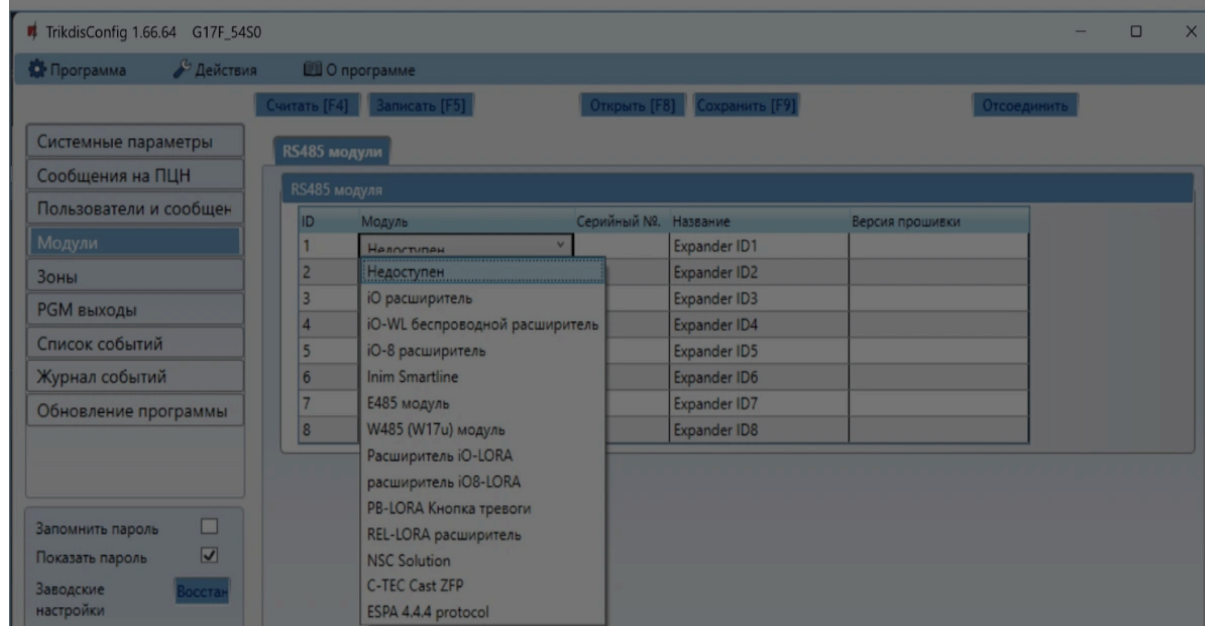 TrikdisConfig 1.66.64 G17F_54S0
Программа Действия О программе
Считать [F4] Записать [F5] Открыть [F8] Сохранить [F9] Отсоединить
Системные параметры
Сообщения на ПЦН
Пользователи и сообщен
Модули
Зоны
PGM выходы
Список событий
Журнал событий
Обновление программы
Запомнить пароль
Показать пароль
Заводские настройки
Восстан
RS485 модули
RS485 модуля
ID Модуль Серийный №. Название Версия прошивки
1 Недоступен Expander ID1
2 Expander ID2
3 Expander ID3
4 Expander ID4
5 Expander ID5
6 Expander ID6
7 Expander ID7
8 Expander ID8
Недоступен
iO расширитель
iO-WL беспроводной расширитель
iO-8 расширитель
Inim Smartline
E485 модуль
W485 (W17u) модуль
Расширитель iO-LORA
расширитель iO8-LORA
PB-LORA Кнопка тревоги
REL-LORA расширитель
NSC Solution
C-TEC Cast ZFP
ESPA 4.4.4 protocol